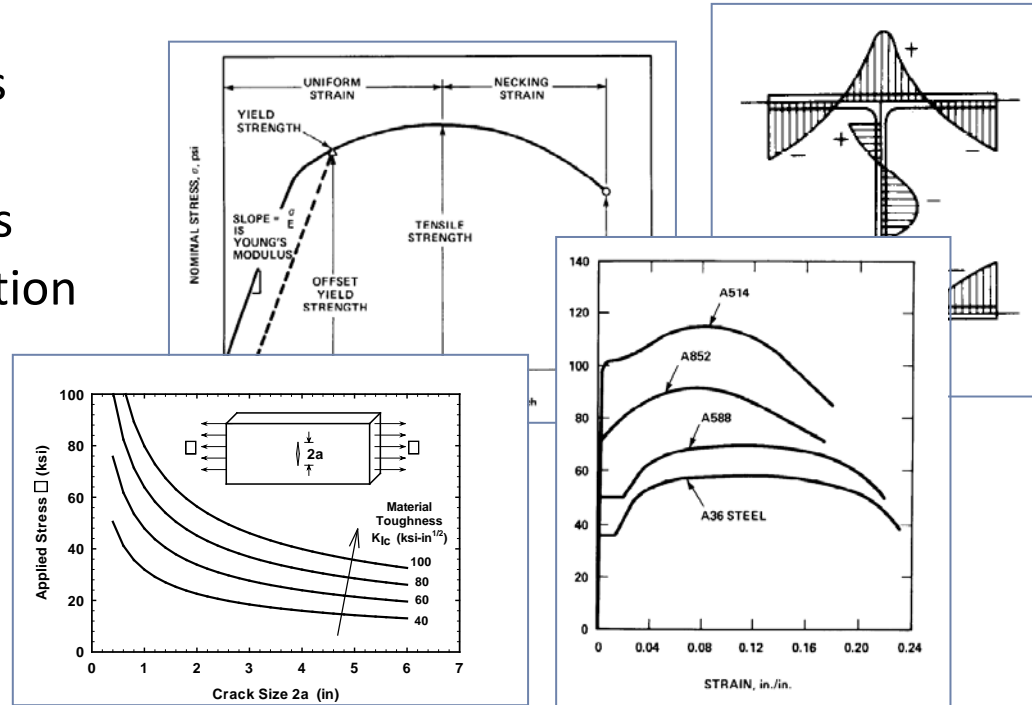 s
s
tion
UNIFORM
STRAIN
NECKING
STRAIN
YIELD
STRENGTH
NOMINAL STRESS, σ, psi
SLOPE = σ
E
IS
YOUNG'S
MODULUS
OFFSET
YIELD
STRENGTH
TENSILE
STRENGTH
+
+
−
−
−
140
120
100
80
60
40
20
0
A514
A852
A588
A36 STEEL
0 0.04 0.08 0.12 0.16 0.20 0.24
STRAIN, in./in.
100
80
60
40
20
0
Applied Stress □ (ksi)
□ 2a □
Material
Toughness
KIc (ksi-in1/2)
100
80
60
40
0 1 2 3 4 5 6 7
Crack Size 2a (in)